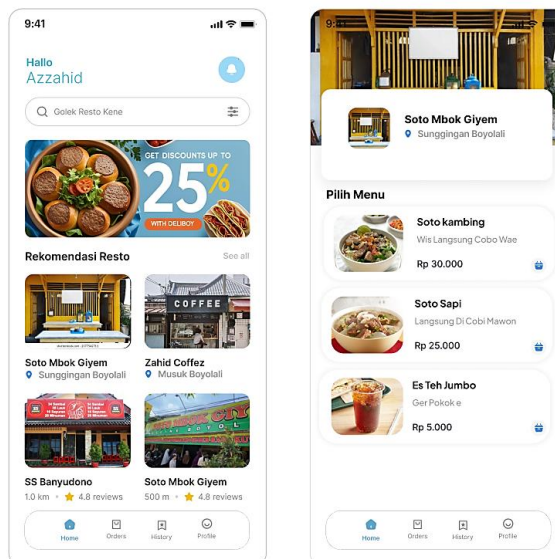 9:41
Hallo
Azzahid
Golek Resto Kene
GET DISCOUNTS UP TO
25%
WITH DELIBOY
Rekomendasi Resto
See all
COFFEE
Soto Mbok Giyem
Sunggingan Boyolali
Zahid Coffez
Musuk Boyolali
SS Banyudono
1.0 km
4.8 reviews
Soto Mbok Giyem
500 m
4.8 reviews
Home
Orders
History
Profile
9:41
Soto Mbok Giyem
Sunggingan Boyolali
Pilih Menu
Soto kambing
Wis Langsung Cobo Wae
Rp 30.000
Soto Sapi
Langsung Di Cobi Mawon
Rp 25.000
Es Teh Jumbo
Ger Pokok e
Rp 5.000
Home
Orders
History
Profile